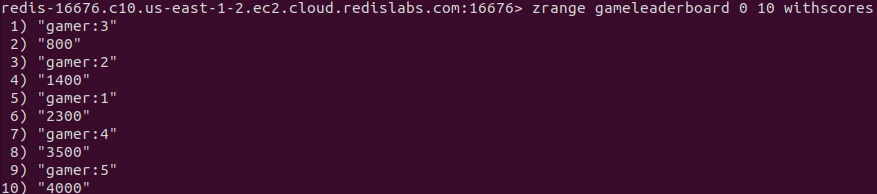 redis-16676.c10.us-east-1-2.ec2.cloud.redislabs.com:16676> zrange gameleaderboard 0 10 withscores
1) "gamer:3"
2) "800"
3) "gamer:2"
4) "1400"
5) "gamer:1"
6) "2300"
7) "gamer:4"
8) "3500"
9) "gamer:5"
10) "4000"